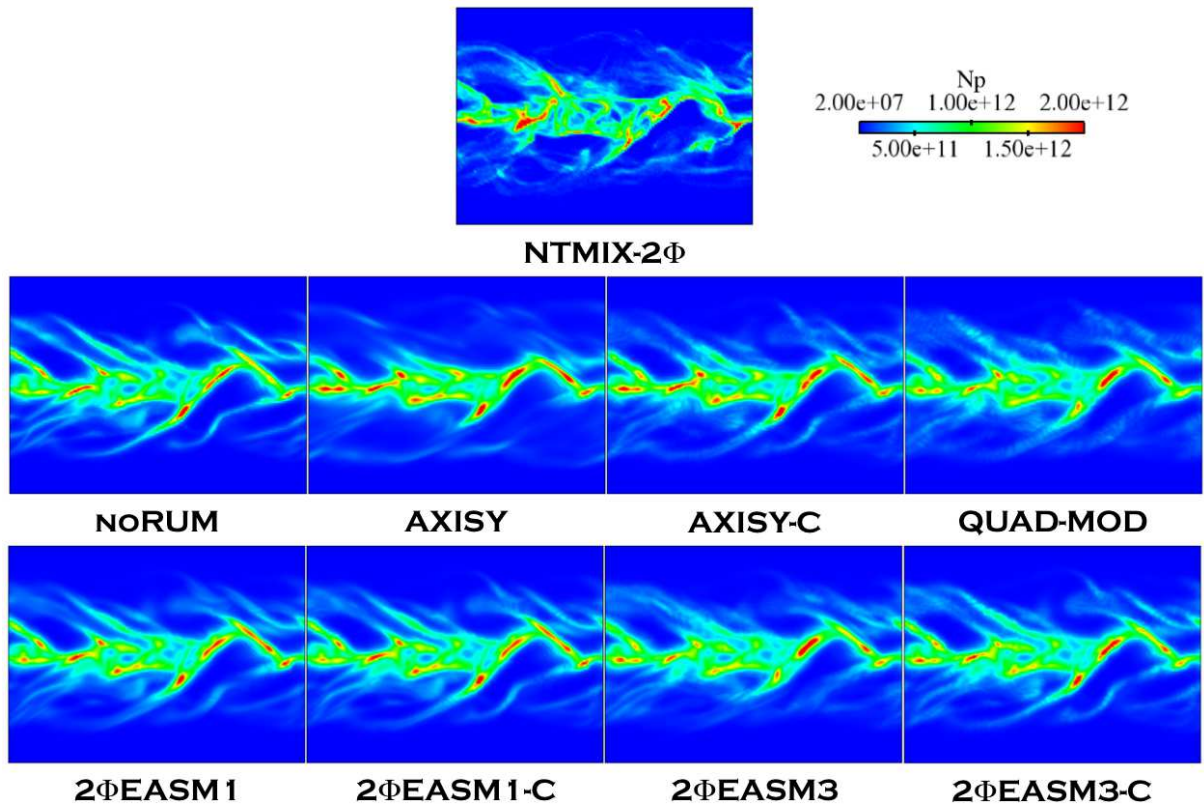 Np
2.00e+07 1.00e+12 2.00e+12
5.00e+11 1.50e+12
NTMIX-2Φ
NORUM AXISY AXISY-C QUAD-MOD
2ΦEASM1 2ΦEASM1-C 2ΦEASM3 2ΦEASM3-C